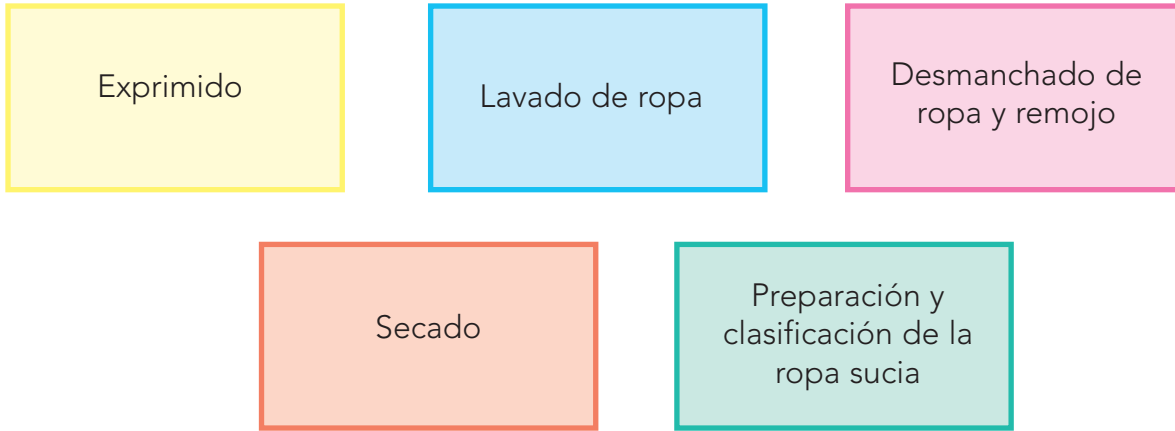 Exprimido
Lavado de ropa
Desmanchado de
ropa y remojo
Secado
Preparación y
clasificación de la
ropa sucia